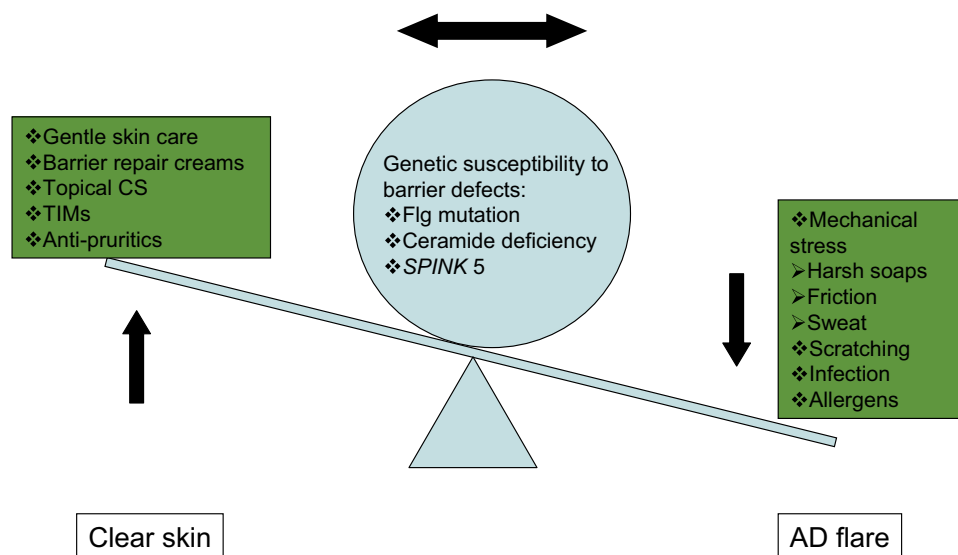 ❖Gentle skin care
❖Barrier repair creams
❖Topical CS
❖TIMs
❖Anti-pruritics
Genetic susceptibility to
barrier defects:
❖Flg mutation
❖Ceramide deficiency
❖SPINK 5
❖Mechanical
stress
➢Harsh soaps
➢Friction
➢Sweat
❖Scratching
❖Infection
❖Allergens
Clear skin
AD flare